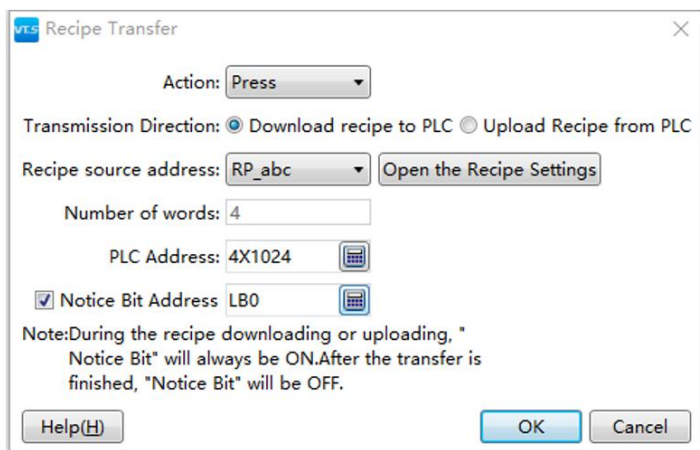 VT.S Recipe Transfer
Action: Press
Transmission Direction: Download recipe to PLC Upload Recipe from PLC
Recipe source address: RP_abc Open the Recipe Settings
Number of words: 4
PLC Address: 4X1024
Notice Bit Address LB0
Note:During the recipe downloading or uploading, "
Notice Bit" will always be ON.After the transfer is
finished, "Notice Bit" will be OFF.
Help(H) OK Cancel